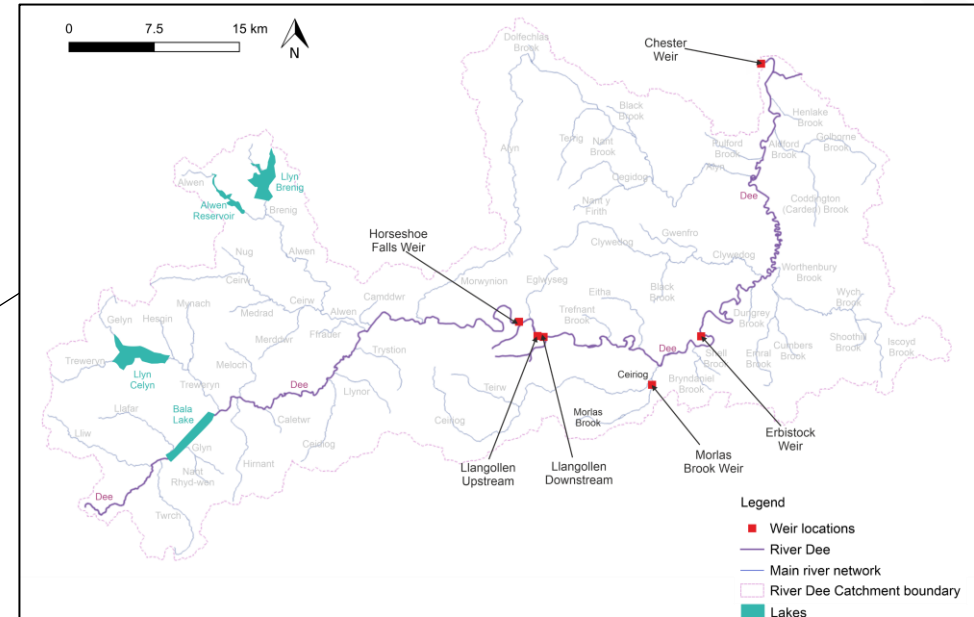 0 7.5 15 km
N
Chester
Weir
Dolfechlas
Brook
Black
Brook
Henlake
Brook
Golborne
Brook
Terrig
Nant
Brook
Alyn
Pulford
Brook
Aldford
Brook
Alyn
Cegidog
Dee
Coddington
(Carden) Brook
Nant y
Ffrith
Alwen
Llyn
Brenig
Alwen
Reservoir
Brenig
Horseshoe
Falls Weir
Gwenfro
Clywedog
Clywedog
Nug
Alwen
Worthenbury
Brook
Ceirw
Morwynion
Eglwyseg
Black
Brook
Wych
Brook
Gelyn
Hesgin
Mynach
Medrad
Ceirw
Alwen
Camddwr
Eitha
Trefnant
Brook
Dungrey
Brook
Merddwr
Ffrauar
Emral
Brook
Cumbers
Brook
Shoothill
Brook
Iscoyd
Brook
Treweryn
Llyn
Celyn
Meloch
Trystion
Dee
Shell
Brook
Treweryn
Dee
Ceiriog
Bryndaniel
Brook
Llafar
Bala
Lake
Llynor
Teirw
Morlas
Brook
Lliw
Glyn
Caletwr
Ceidiog
Ceiriog
Erbistock
Weir
Nant
Rhyd-wen
Hirnant
Llangollen
Upstream
Llangollen
Downstream
Morlas
Brook Weir
Dee
Twrch
Legend
Weir locations
River Dee
Main river network
River Dee Catchment boundary
Lakes